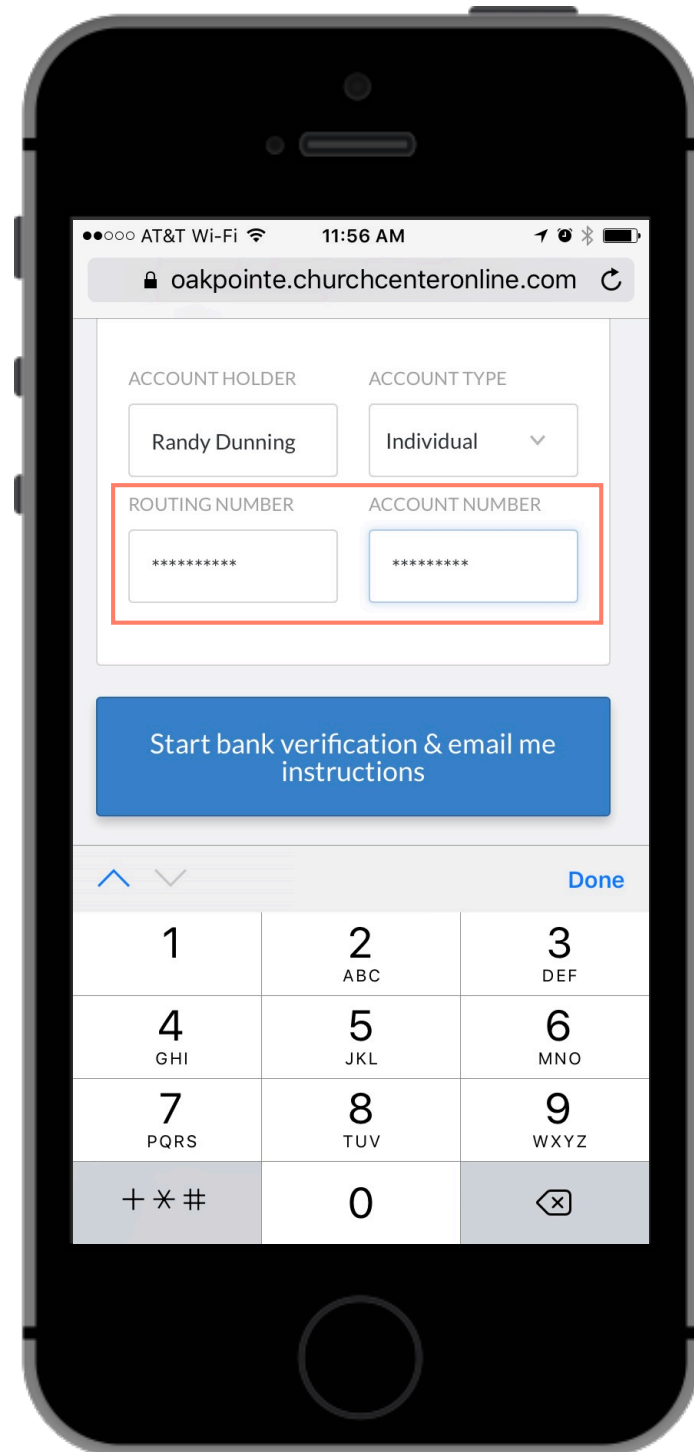 AT&T Wi-Fi 11:56 AM
oakpointe.churchcenteronline.com
ACCOUNT HOLDER ACCOUNT TYPE
Randy Dunning Individual
ROUTING NUMBER ACCOUNT NUMBER
********** *********
Start bank verification & email me
instructions
Done
1 2 3
ABC DEF
4 5 6
GHI JKL MNO
7 8 9
PQRS TUV WXYZ
+*# 0